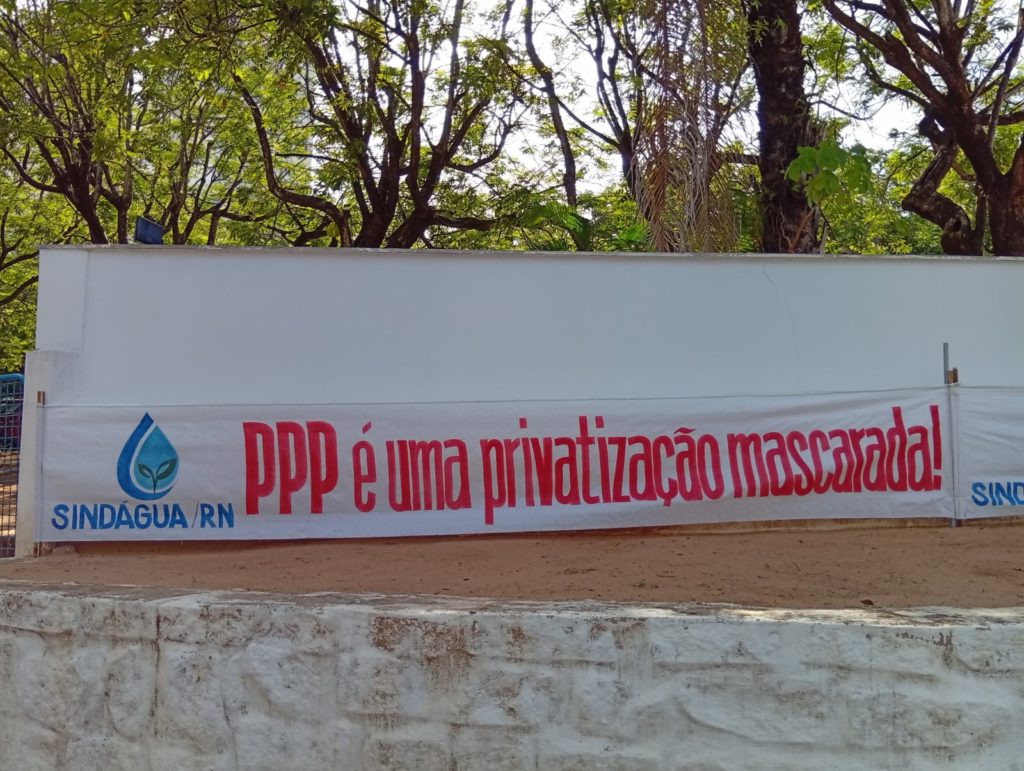 PPP é uma privatização mascarada!
SINDÁGUA/RN
SIND